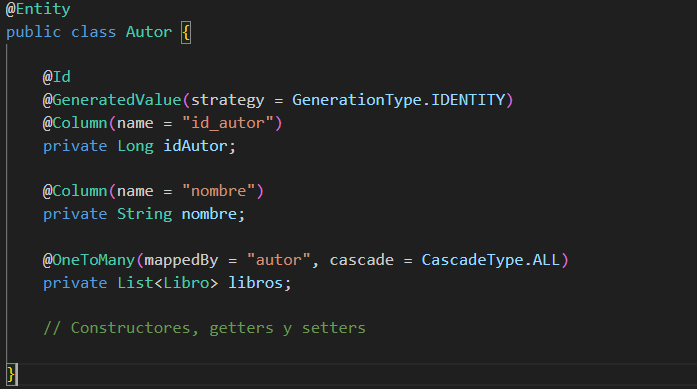 @Entity
public class Autor {
@Id
@GeneratedValue(strategy = GenerationType.IDENTITY)
@Column(name = "id_autor")
private Long idAutor;
@Column(name = "nombre")
private String nombre;
@OneToMany(mappedBy = "autor", cascade = CascadeType.ALL)
private List<Libro> libros;
// Constructores, getters y setters
}